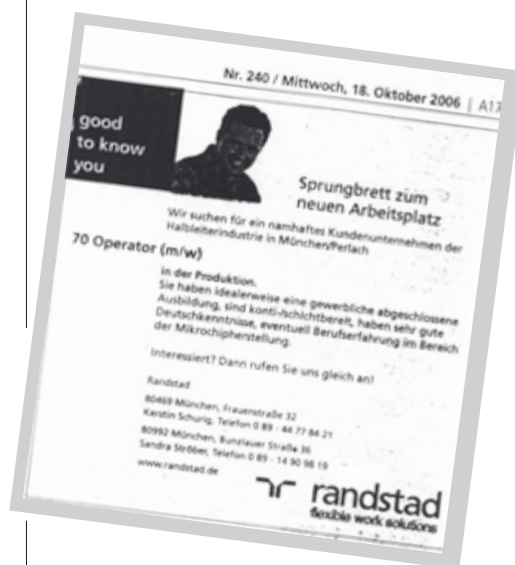 Nr. 240 / Mittwoch, 18. Oktober 2006 | A17
good
to know
you
Sprungbrett zum
neuen Arbeitsplatz
Wir suchen für ein namhaftes Kundenunternehmen der
Halbleiterindustrie in München/Perlach
70 Operator (m/w)
in der Produktion.
Sie haben idealerweise eine gewerbliche abgeschlossene
Ausbildung, sind konti-/schichtbereit, haben sehr gute
Deutschkenntnisse, eventuell Berufserfahrung im Bereich
der Mikrochipherstellung.
Interessiert? Dann rufen Sie uns gleich an!
Randstad
80469 München, Frauenstraße 32
Kerstin Schurig, Telefon 0 89 - 44 77 84 21
80992 München, Bunzlauer Straße 36
Sandra Ströber, Telefon 0 89 - 14 90 98 19
www.randstad.de
randstad
flexible work solutions